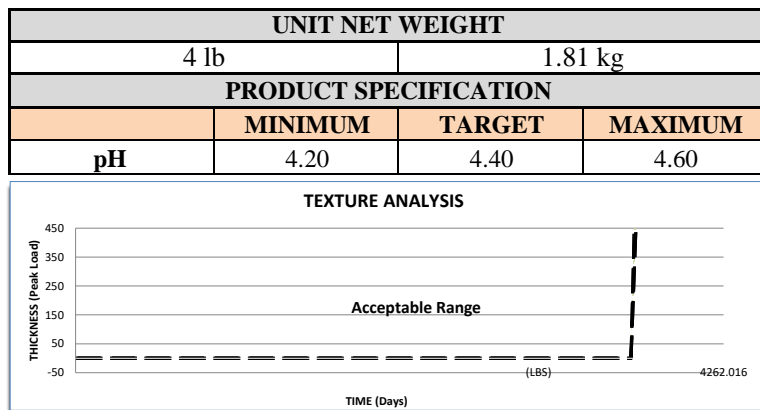 UNIT NET WEIGHT
4 lb 1.81 kg
PRODUCT SPECIFICATION
MINIMUM TARGET MAXIMUM
pH 4.20 4.40 4.60
TEXTURE ANALYSIS
THICKNESS (Peak Load)
450
350
250
150
50
-50
Acceptable Range
(LBS) 4262.016
TIME (Days)